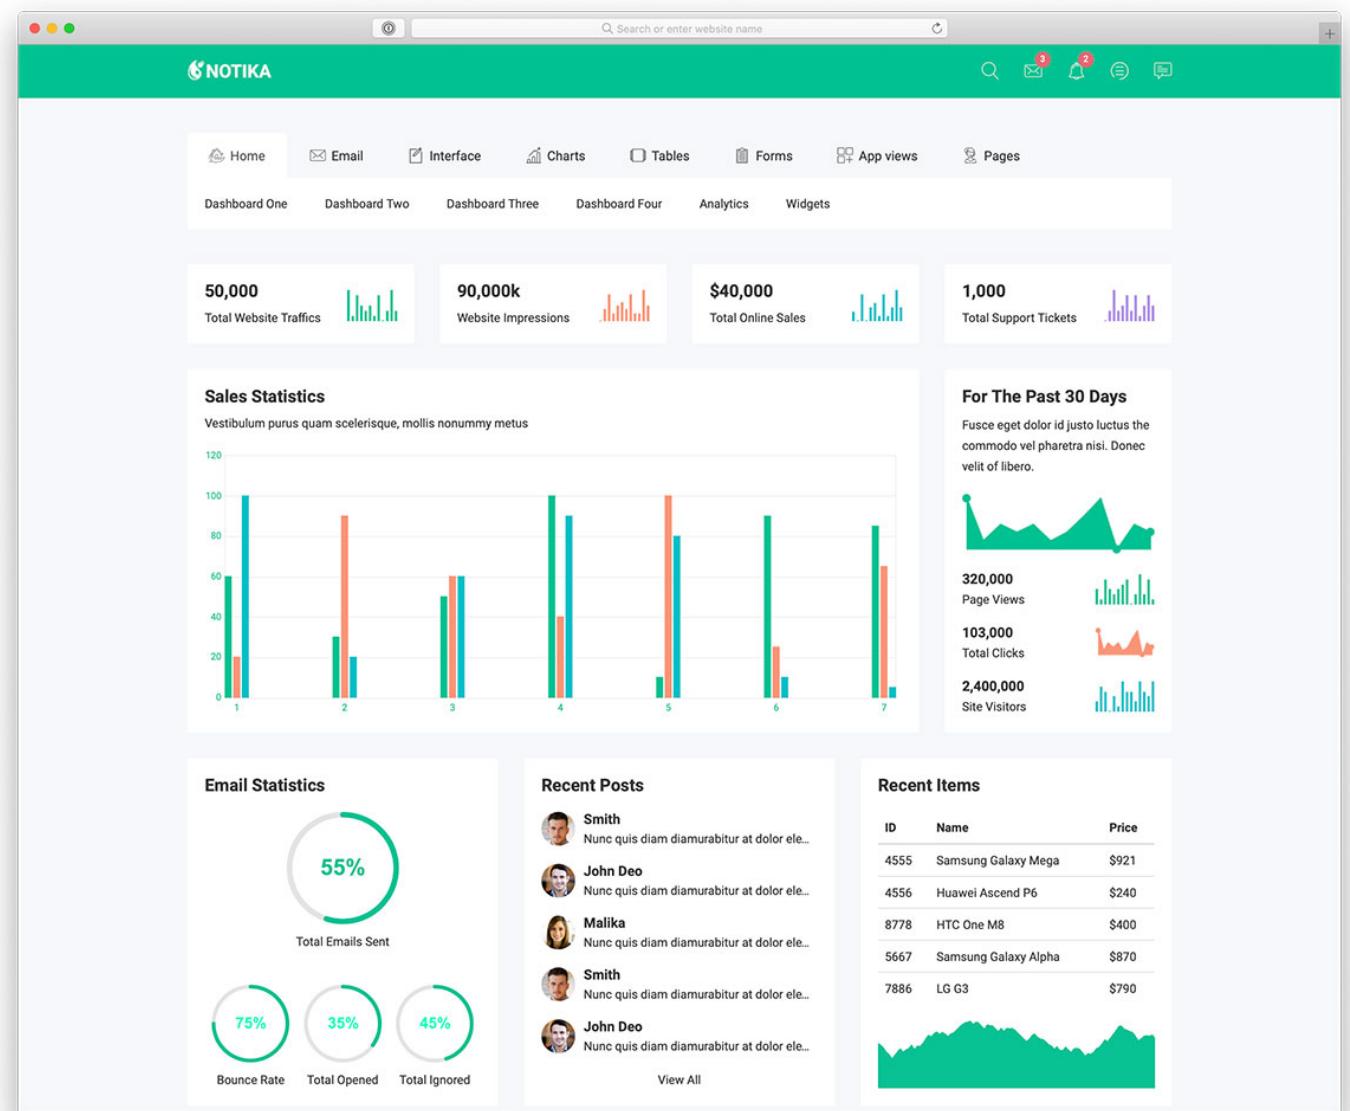 Search or enter website name
NOTIKA
3
2
Home
Email
Interface
Charts
Tables
Forms
App views
Pages
Dashboard One
Dashboard Two
Dashboard Three
Dashboard Four
Analytics
Widgets
50,000
Total Website Traffics
90,000k
Website Impressions
$40,000
Total Online Sales
1,000
Total Support Tickets
Sales Statistics
Vestibulum purus quam scelerisque, mollis nonummy metus
120
100
80
60
40
20
0
1 2 3 4 5 6 7
For The Past 30 Days
Fusce eget dolor id justo luctus the
commodo vel pharetra nisi. Donec
velit of libero.
320,000
Page Views
103,000
Total Clicks
2,400,000
Site Visitors
Email Statistics
55%
Total Emails Sent
75%
Bounce Rate
35%
Total Opened
45%
Total Ignored
Recent Posts
Smith
Nunc quis diam diamurabitur at dolor ele...
John Deo
Nunc quis diam diamurabitur at dolor ele...
Malika
Nunc quis diam diamurabitur at dolor ele...
Smith
Nunc quis diam diamurabitur at dolor ele...
John Deo
Nunc quis diam diamurabitur at dolor ele...
View All
Recent Items
ID Name Price
4555 Samsung Galaxy Mega $921
4556 Huawei Ascend P6 $240
8778 HTC One M8 $400
5667 Samsung Galaxy Alpha $870
7886 LG G3 $790